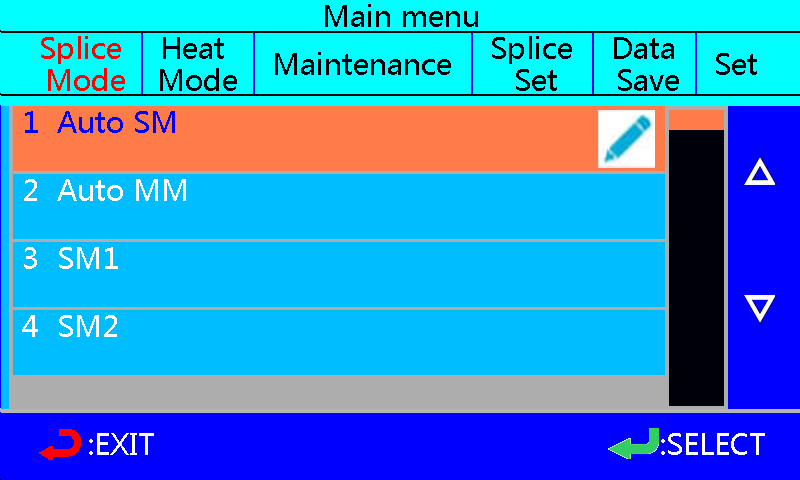 Main menu
Splice Mode
Heat Mode
Maintenance
Splice Set
Data Save
Set
1 Auto SM
2 Auto MM
3 SM1
4 SM2
:EXIT
:SELECT